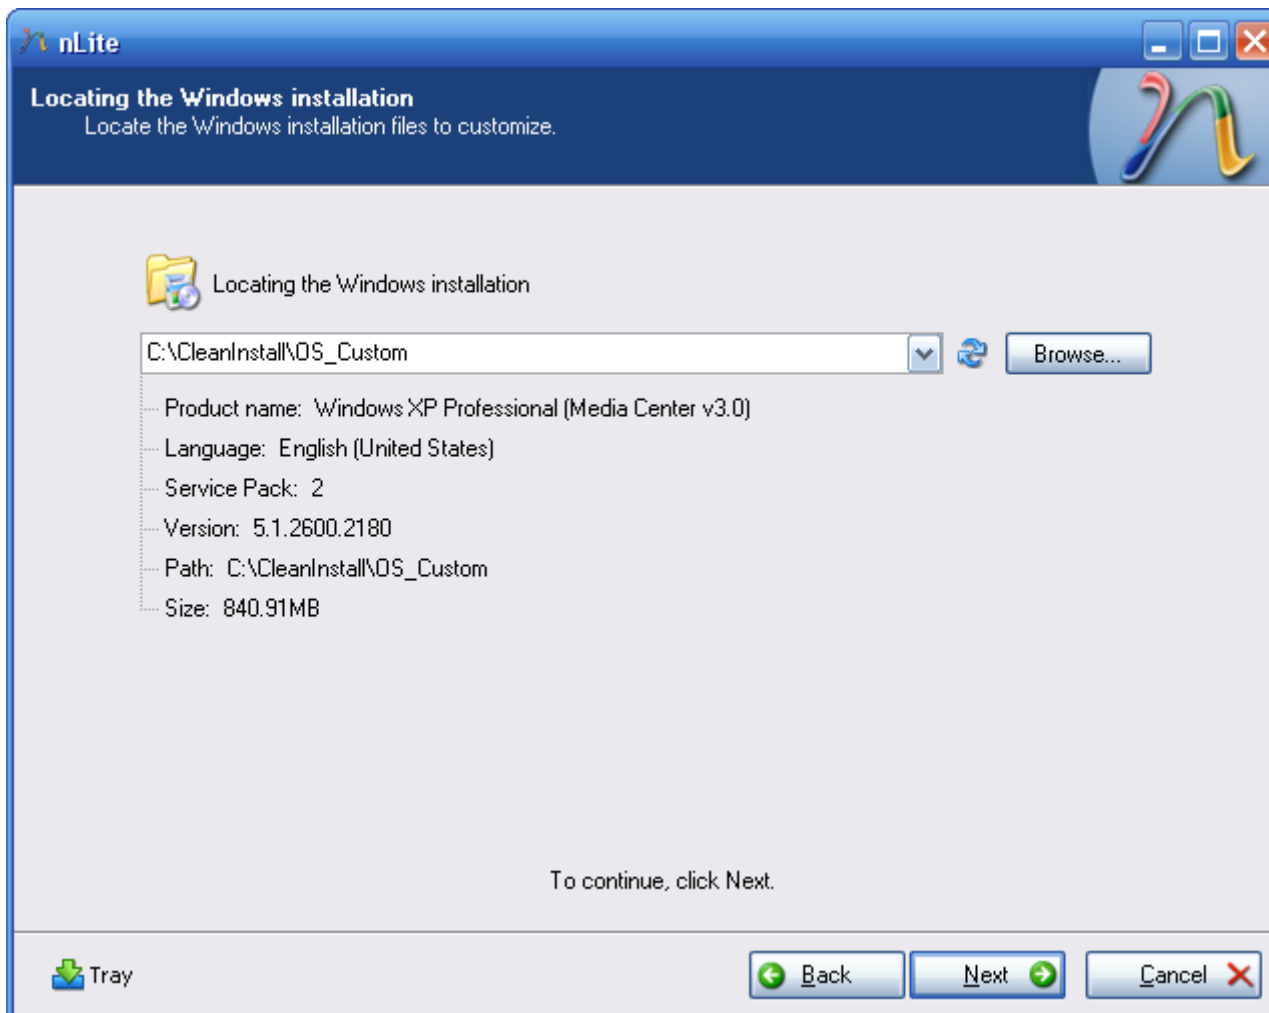 nLite
Locating the Windows installation
Locate the Windows installation files to customize.
Locating the Windows installation
C:\CleanInstall\OS_Custom
Browse...
Product name: Windows XP Professional (Media Center v3.0)
Language: English (United States)
Service Pack: 2
Version: 5.1.2600.2180
Path: C:\CleanInstall\OS_Custom
Size: 840.91MB
To continue, click Next.
Tray
Back
Next
Cancel